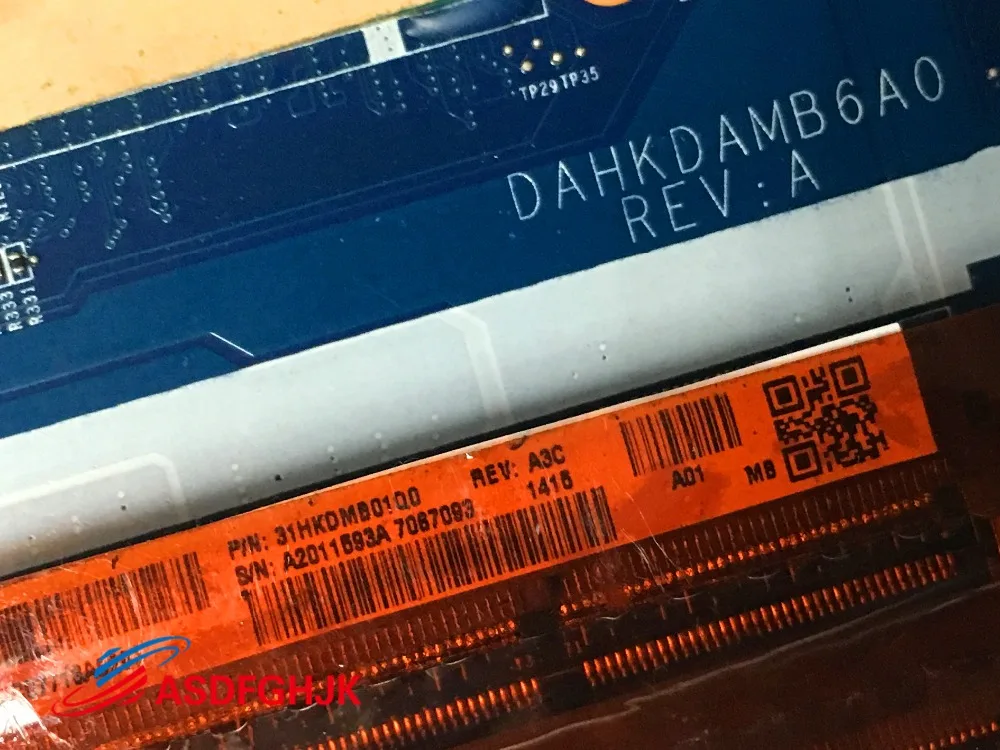 TP29 TP35
DAHKDAMB6A0
REV:A
R333
R331
P/N: 31HKDMB01Q0
REV: A3C
S/N: A2011593A 7087093
1415
A01
MB
ASDFGHJK